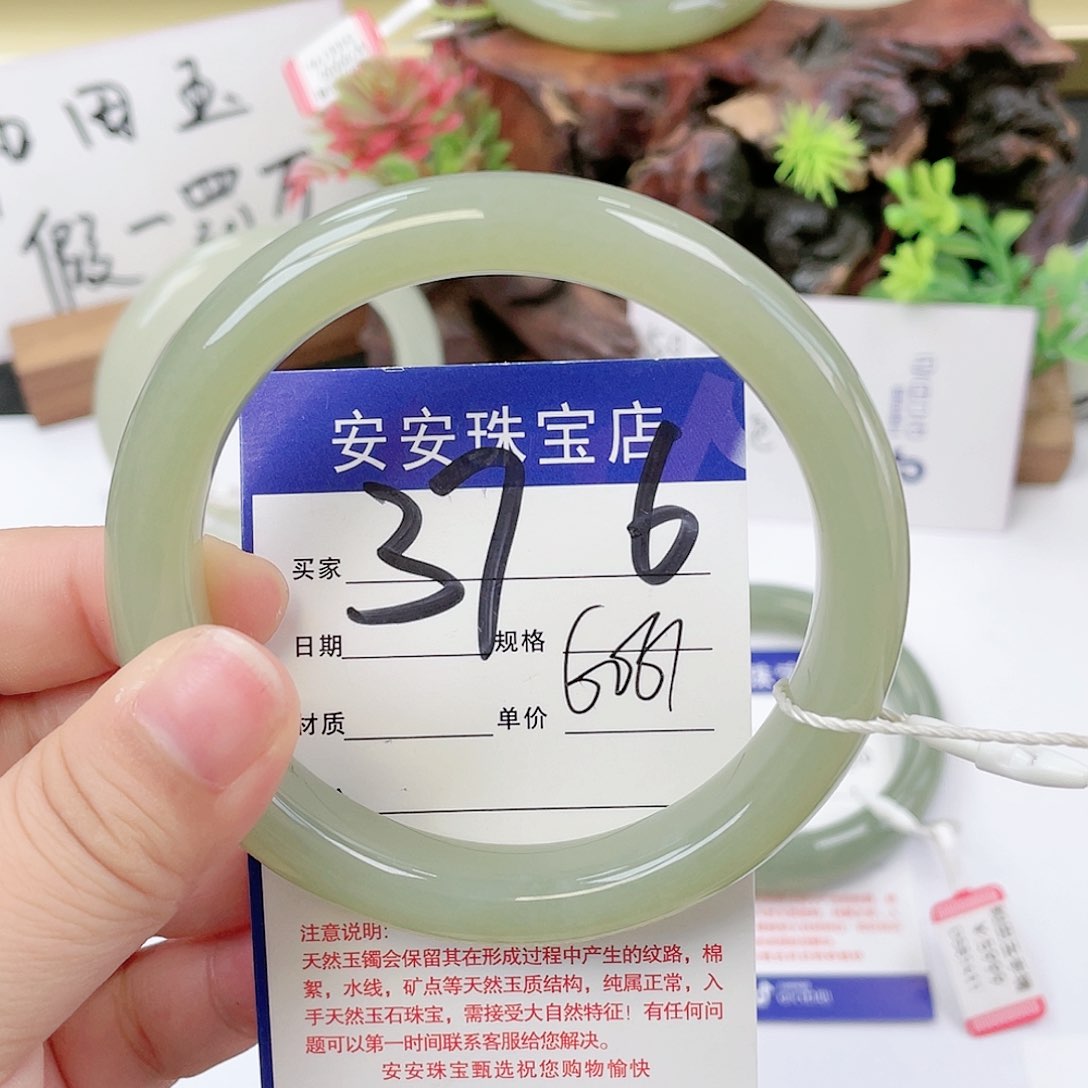 田玉
假一罚万
安安珠宝店
37 6
买家
日期
规格
材质
单价
注意说明:
天然玉镯会保留其在形成过程中产生的纹路，棉
絮，水线，矿点等天然玉质结构，纯属正常，入
手天然玉石珠宝，需接受大自然特征！有任何问
题可以第一时间联系客服给您解决。
安安珠宝甄选祝您购物愉快